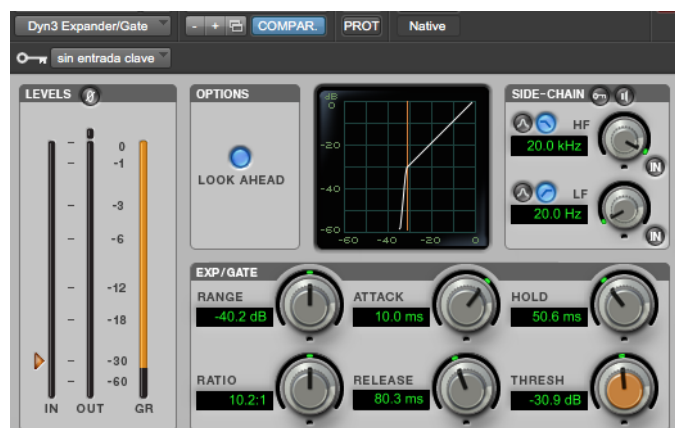 Dyn3 Expander/Gate - + COMPAR. PROT Native
sin entrada clave
LEVELS
OPTIONS
SIDE-CHAIN
LOOK AHEAD
dB
0
-20
-40
-60
-60 -40 -20 0
HF
20.0 kHz
IN
LF
20.0 Hz
IN
0
-1
-3
-6
-12
-18
-30
-60
IN OUT GR
EXP/GATE
RANGE ATTACK HOLD
-40.2 dB 10.0 ms 50.6 ms
RATIO RELEASE THRESH
10.2:1 80.3 ms -30.9 dB